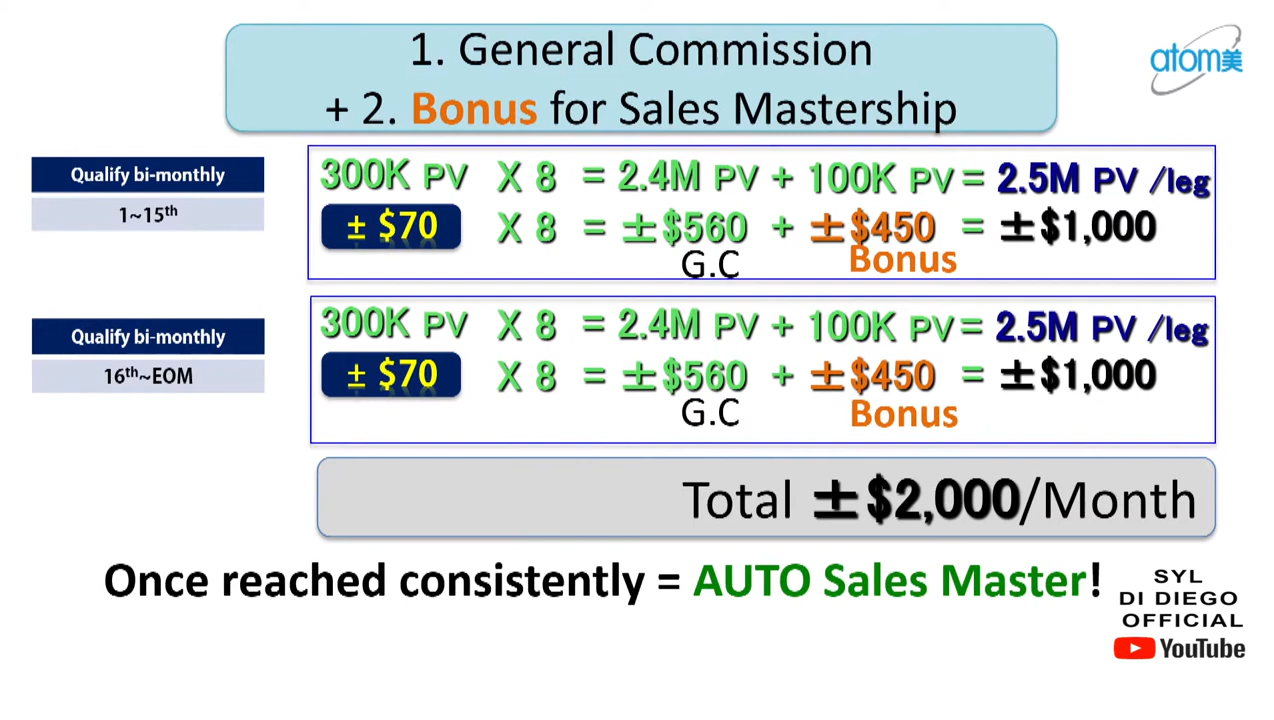 1. General Commission
+ 2. Bonus for Sales Mastership
atom美
Qualify bi-monthly
1~15th
300K PV X 8 = 2.4M PV + 100K PV = 2.5M PV /leg
± $70 X 8 = ±$560 + ±$450 = ±$1,000
G.C Bonus
Qualify bi-monthly
16th~EOM
300K PV X 8 = 2.4M PV + 100K PV = 2.5M PV /leg
± $70 X 8 = ±$560 + ±$450 = ±$1,000
G.C Bonus
Total ±$2,000/Month
Once reached consistently = AUTO Sales Master!
SYL
DI DIEGO
OFFICIAL
YouTube